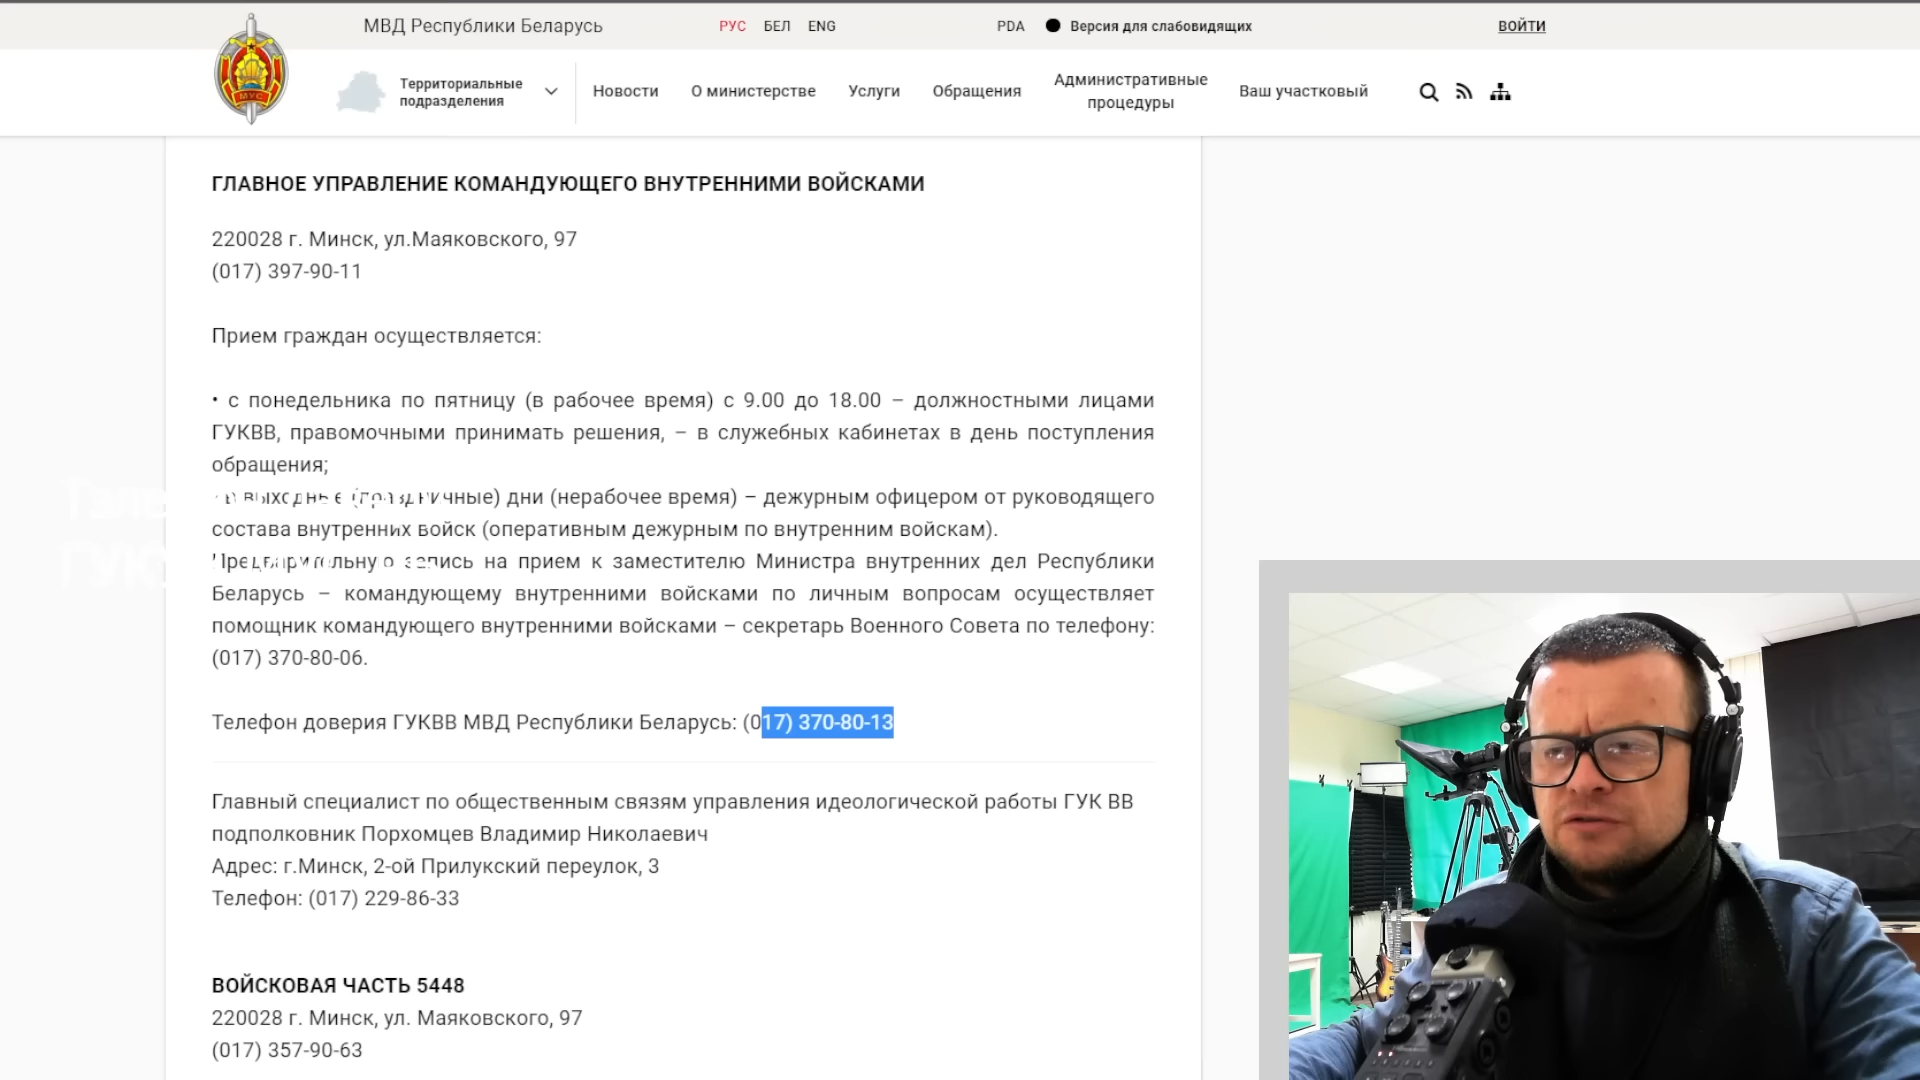 МВД Республики Беларусь
РУС БЕЛ ENG
PDA Версия для слабовидящих
ВОЙТИ
МУС
Территориальные
подразделения
Новости О министерстве Услуги Обращения
Административные
процедуры
Ваш участковый
ГЛАВНОЕ УПРАВЛЕНИЕ КОМАНДУЮЩЕГО ВНУТРЕННИМИ ВОЙСКАМИ
220028 г. Минск, ул.Маяковского, 97
(017) 397-90-11
Прием граждан осуществляется:
• с понедельника по пятницу (в рабочее время) с 9.00 до 18.00 – должностными лицами
ГУКВВ, правомочными принимать решения, – в служебных кабинетах в день поступления
обращения;
выходные (праздничные) дни (нерабочее время) – дежурным офицером от руководящего
состава внутренних войск (оперативным дежурным по внутренним войскам).
Предварительную запись на прием к заместителю Министра внутренних дел Республики
Беларусь – командующему внутренними войсками по личным вопросам осуществляет
помощник командующего внутренними войсками – секретарь Военного Совета по телефону:
(017) 370-80-06.
Телефон доверия ГУКВВ МВД Республики Беларусь: (017) 370-80-13
Главный специалист по общественным связям управления идеологической работы ГУК ВВ
подполковник Порхомцев Владимир Николаевич
Адрес: г.Минск, 2-ой Прилукский переулок, 3
Телефон: (017) 229-86-33
ВОЙСКОВАЯ ЧАСТЬ 5448
220028 г. Минск, ул. Маяковского, 97
(017) 357-90-63